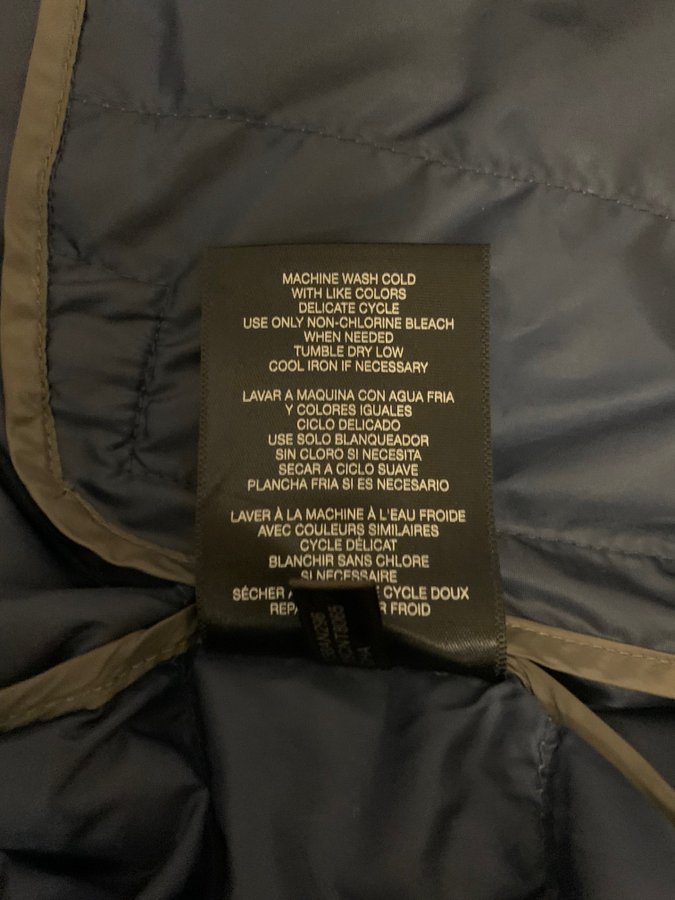 MACHINE WASH COLD
WITH LIKE COLORS
DELICATE CYCLE
USE ONLY NON-CHLORINE BLEACH
WHEN NEEDED
TUMBLE DRY LOW
COOL IRON IF NECESSARY
LAVAR A MAQUINA CON AGUA FRIA
Y COLORES IGUALES
CICLO DELICADO
USE SOLO BLANQUEADOR
SIN CLORO SI NECESITA
SECAR A CICLO SUAVE
PLANCHA FRIA SI ES NECESARIO
LAVER À LA MACHINE À L'EAU FROIDE
AVEC COULEURS SIMILAIRES
CYCLE DÉLICAT
BLANCHIR SANS CHLORE
SI NECESSAIRE
SÉCHER CYCLE DOUX
FROID